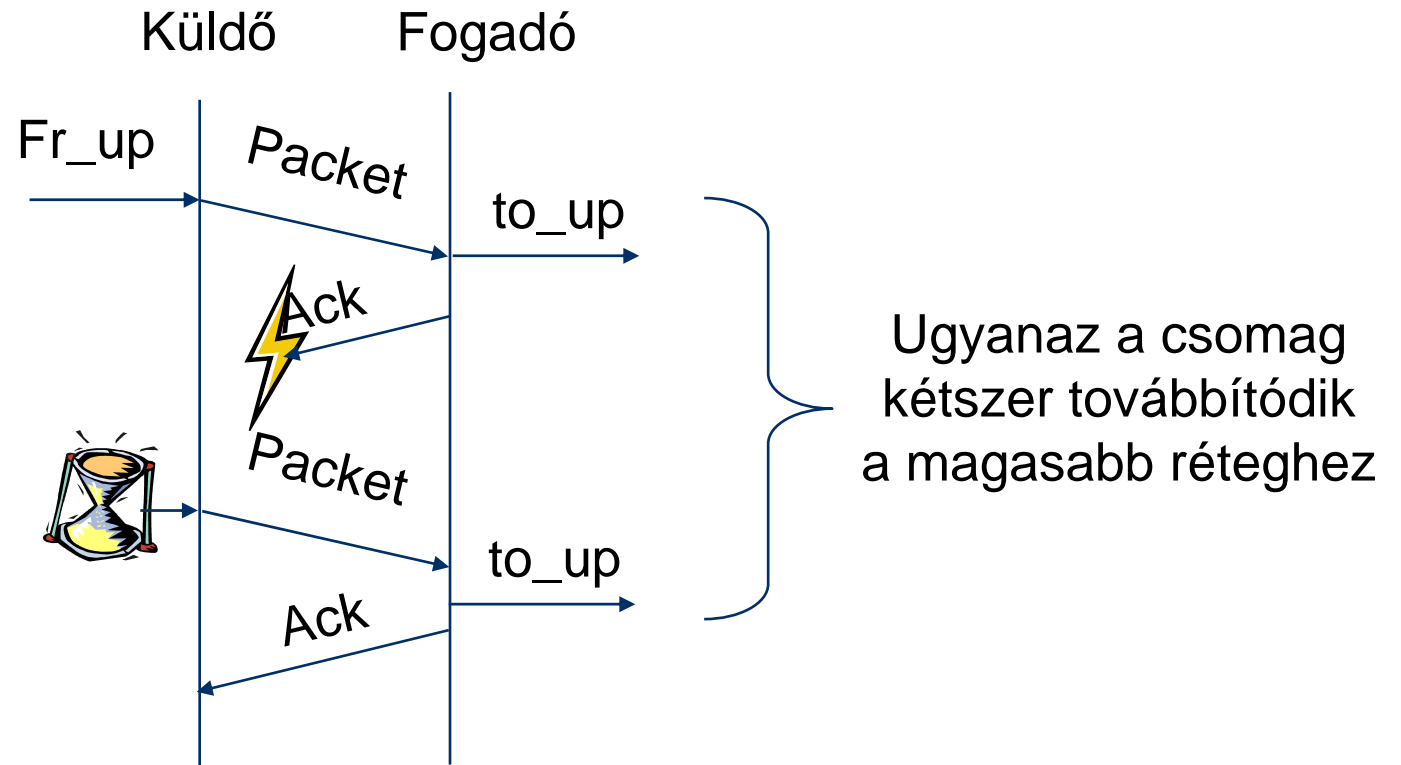 Küldő
Fogadó
Fr_up
Packet
to_up
Ack
Ugyanaz a csomag
kétszer továbbítódik
a magasabb réteghez
Packet
to_up
Ack